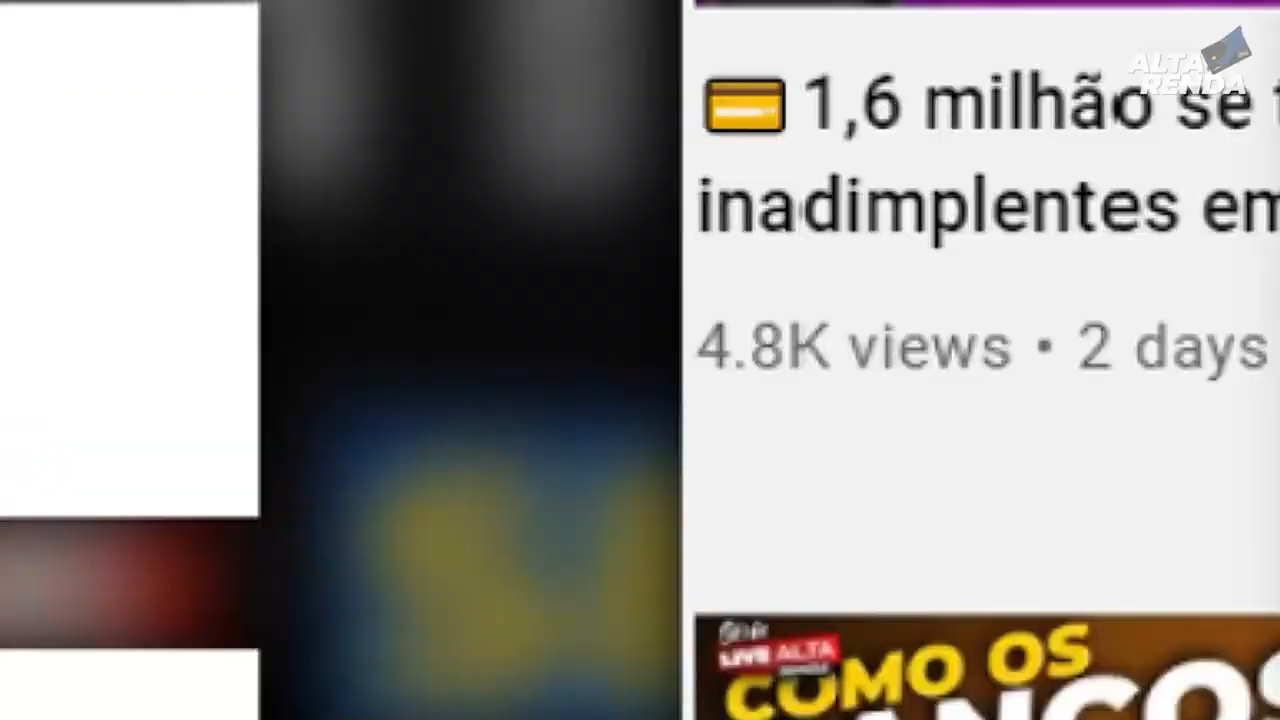 ALTA
RENDA
💳 1,6 milhão se
inadimplentes em
4.8K views • 2 days
LIVE ALTA
COMO OS